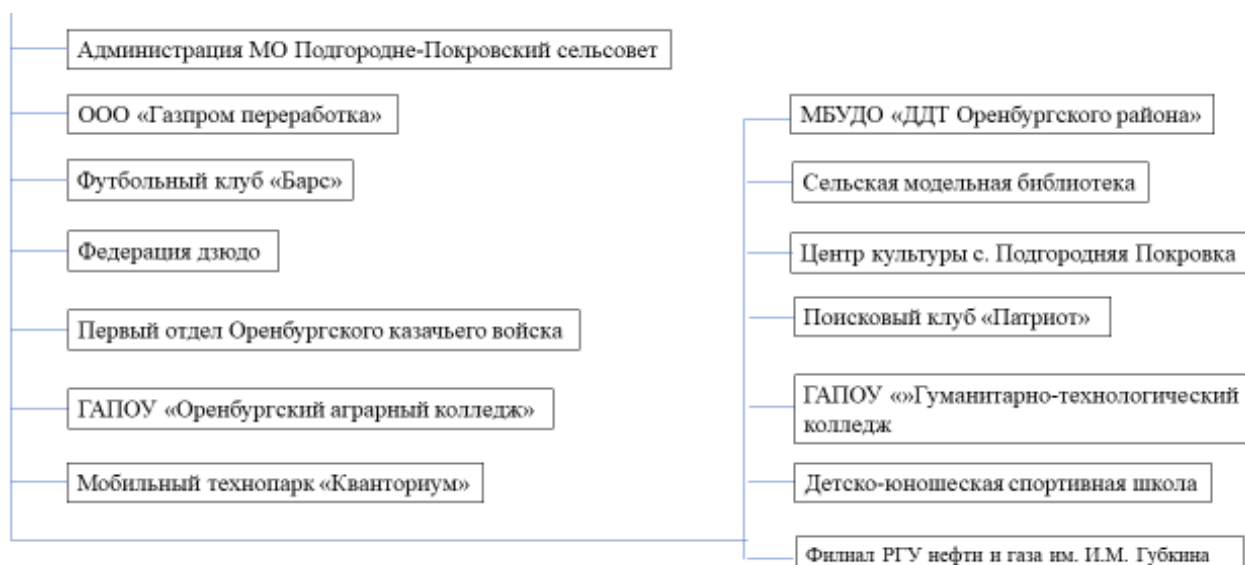 Администрация МО Подгородне-Покровский сельсовет
ООО «Газпром переработка»
Футбольный клуб «Барс»
Федерация дзюдо
Первый отдел Оренбургского казачьего войска
ГАПОУ «Оренбургский аграрный колледж»
Мобильный технопарк «Кванториум»
МБУДО «ДДТ Оренбургского района»
Сельская модельная библиотека
Центр культуры с. Подгородняя Покровка
Поисковый клуб «Патриот»
ГАПОУ «»Гуманитарно-технологический
колледж
Детско-юношеская спортивная школа
Филиал РГУ нефти и газа им. И.М. Губкина